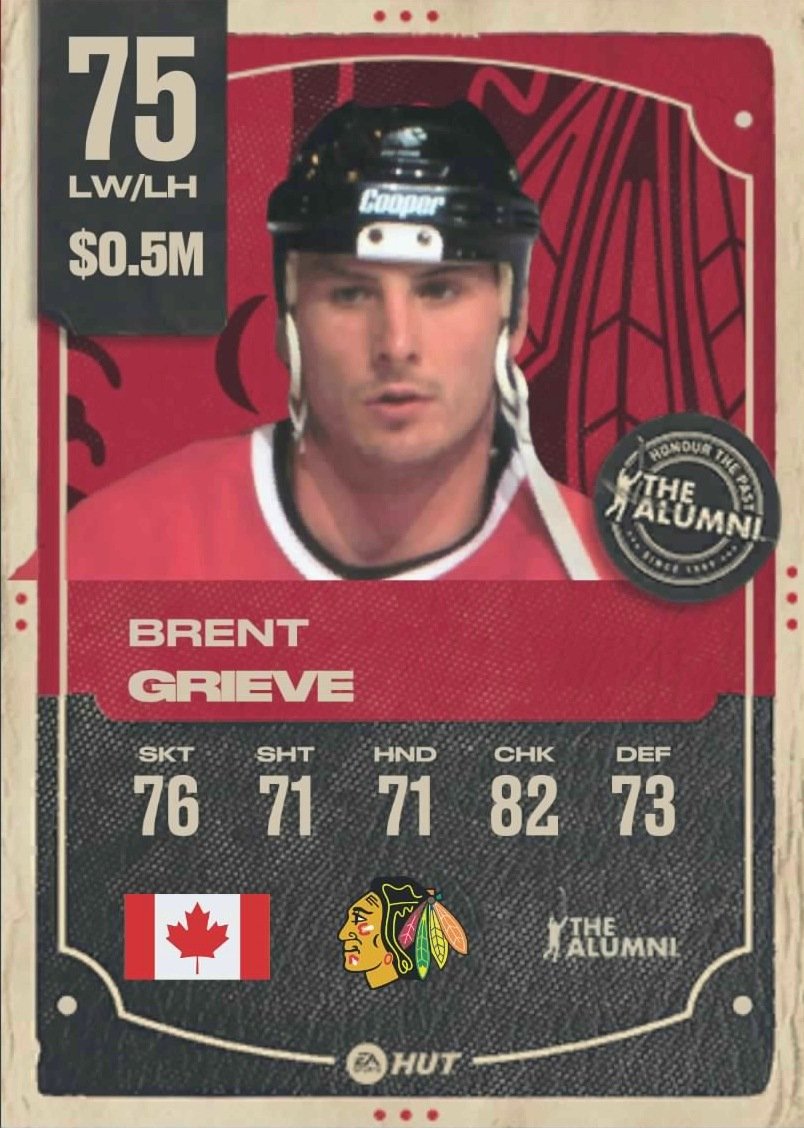 75
LW/LH
$0.5M
Cooper
HONOUR THE PAST
THE
ALUMNI
BRENT
GRIEVE
SKT SHT HND CHK DEF
76 71 71 82 73
THE
ALUMNI
EA
HUT